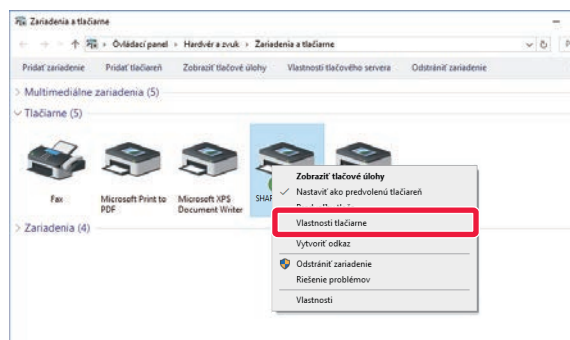 Zariadenia a tlačiarne
Ovládací panel › Hardvér a zvuk › Zariadenia a tlačiarne
Pridať zariadenie Pridať tlačiareň Zobraziť tlačové úlohy Vlastnosti tlačového servera Odstrániť zariadenie
Multimediálne zariadenia (5)
Tlačiarne (5)
Fax
Microsoft Print to
PDF
Microsoft XPS
Document Writer
Zobraziť tlačové úlohy
Nastaviť ako predvolenú tlačiareň
Vlastnosti tlačiarne
Vytvoriť odkaz
Odstrániť zariadenie
Riešenie problémov
Vlastnosti
Zariadenia (4)